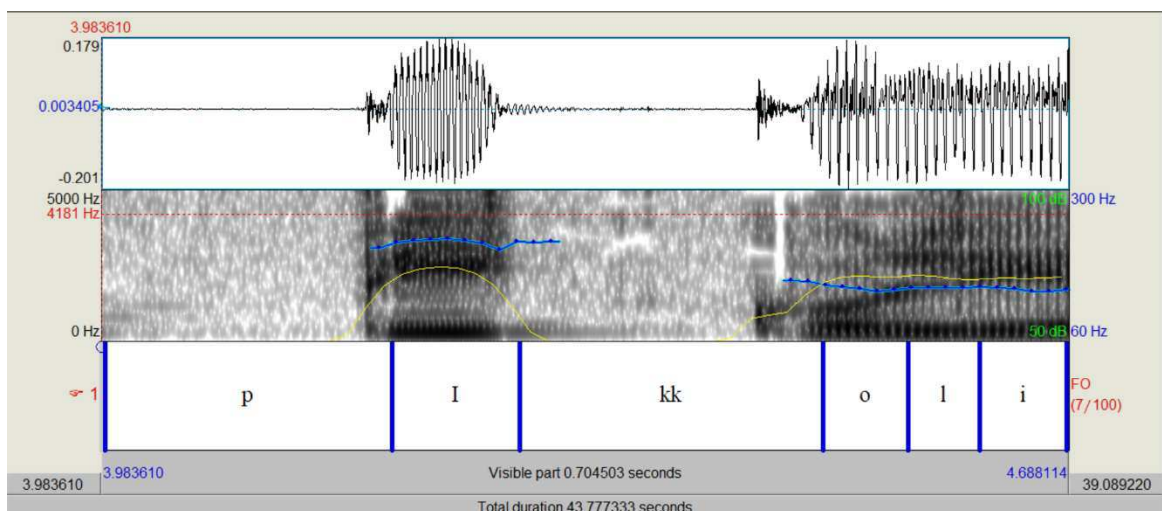 3.983610
0.179
0.003405
-0.201
5000 Hz 100 dB 300 Hz
4181 Hz
0 Hz 50 dB 60 Hz
☞ 1 p I kk o l i FO
(7/100)
3.983610 Visible part 0.704503 seconds 4.688114
3.983610 39.089220
Total duration 43.777333 seconds